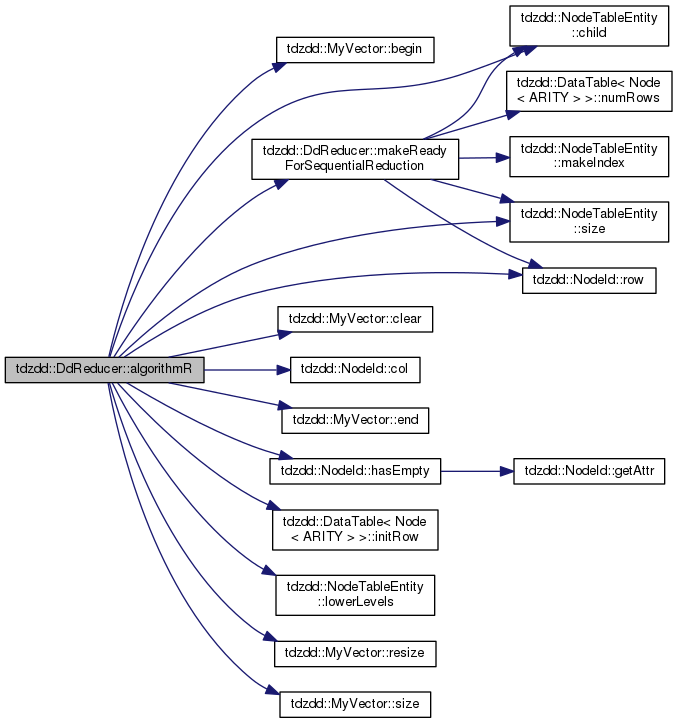 tdzdd::NodeTableEntity
::child
tdzdd::MyVector::begin
tdzdd::DataTable< Node
< ARITY > >::numRows
tdzdd::DdReducer::makeReady
ForSequentialReduction
tdzdd::NodeTableEntity
::makeIndex
tdzdd::NodeTableEntity
::size
tdzdd::NodeId::row
tdzdd::MyVector::clear
tdzdd::DdReducer::algorithmR
tdzdd::NodeId::col
tdzdd::MyVector::end
tdzdd::NodeId::hasEmpty
tdzdd::NodeId::getAttr
tdzdd::DataTable< Node
< ARITY > >::initRow
tdzdd::NodeTableEntity
::lowerLevels
tdzdd::MyVector::resize
tdzdd::MyVector::size